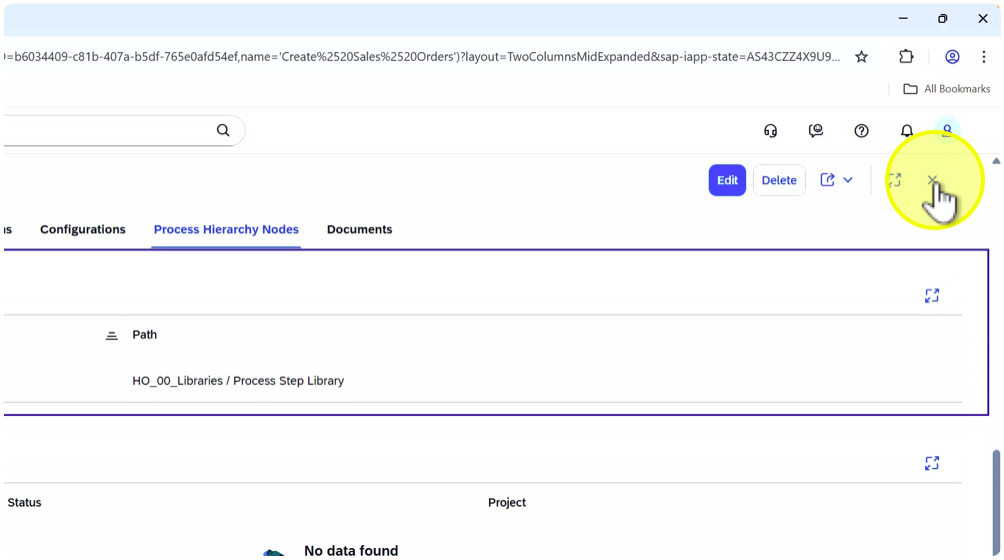 )=b6034409-c81b-407a-b5df-765e0afd54ef,name='Create%2520Sales%2520Orders')?layout=TwoColumnsMidExpanded&sap-iapp-state=AS43CZZ4X9U9...
All Bookmarks
Edit Delete
ns Configurations Process Hierarchy Nodes Documents
Path
HO_00_Libraries / Process Step Library
Status Project
No data found